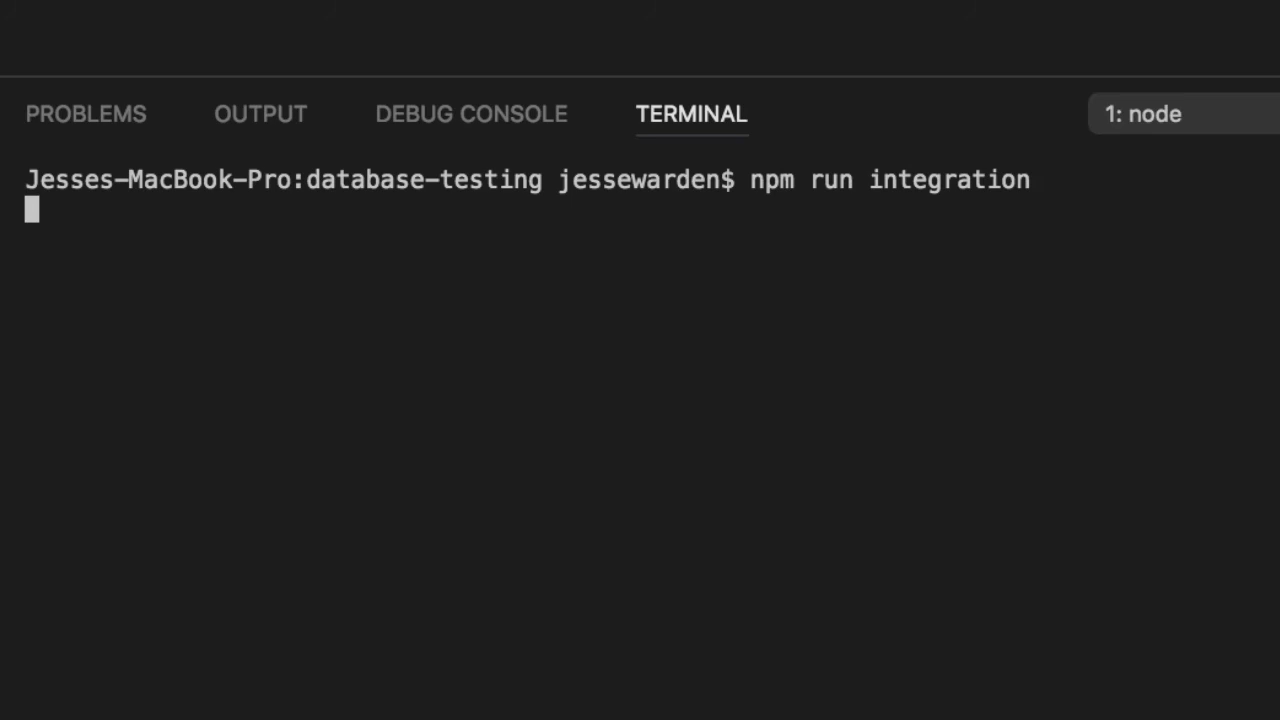 PROBLEMS OUTPUT DEBUG CONSOLE TERMINAL 1: node
Jesses-MacBook-Pro:database-testing jessewarden$ npm run integration